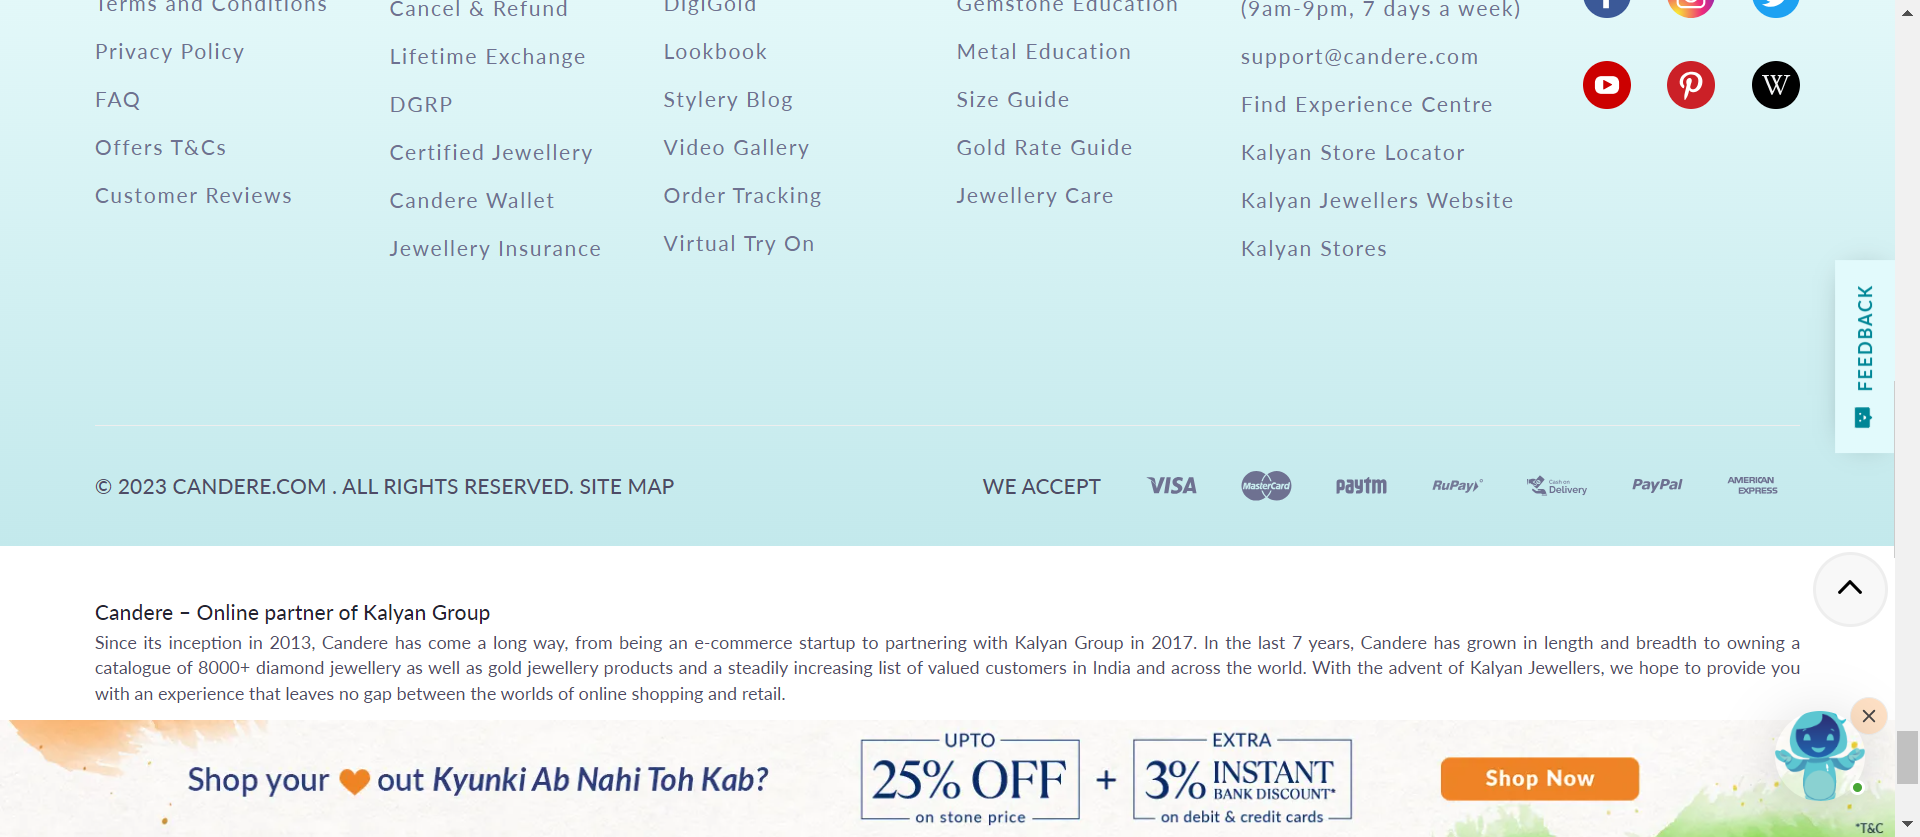 Terms and Conditions
Privacy Policy
FAQ
Offers T&Cs
Customer Reviews
Cancel & Refund
Lifetime Exchange
DGRP
Certified Jewellery
Candere Wallet
Jewellery Insurance
DigiGold
Lookbook
Stylery Blog
Video Gallery
Order Tracking
Virtual Try On
Gemstone Education
Metal Education
Size Guide
Gold Rate Guide
Jewellery Care
(9am-9pm, 7 days a week)
support@candere.com
Find Experience Centre
Kalyan Store Locator
Kalyan Jewellers Website
Kalyan Stores
W
FEEDBACK
© 2023 CANDERE.COM . ALL RIGHTS RESERVED. SITE MAP
WE ACCEPT
VISA
MasterCard
paytm
RuPay
Cash on
Delivery
PayPal
AMERICAN
EXPRESS
Candere – Online partner of Kalyan Group
Since its inception in 2013, Candere has come a long way, from being an e-commerce startup to partnering with Kalyan Group in 2017. In the last 7 years, Candere has grown in length and breadth to owning a
catalogue of 8000+ diamond jewellery as well as gold jewellery products and a steadily increasing list of valued customers in India and across the world. With the advent of Kalyan Jewellers, we hope to provide you
with an experience that leaves no gap between the worlds of online shopping and retail.
Shop your out Kyunki Ab Nahi Toh Kab?
UPTO
25% OFF
on stone price
+
EXTRA
3% INSTANT
BANK DISCOUNT*
on debit & credit cards
Shop Now
*T&C